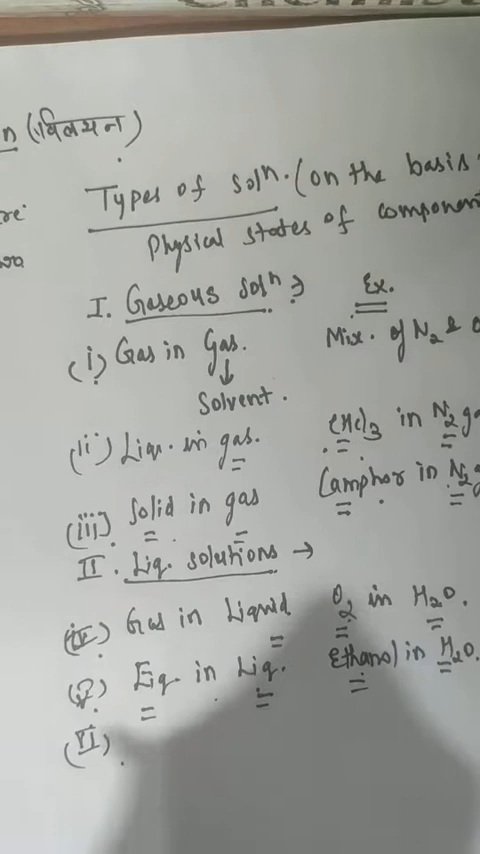 n (विलयन)
Types of solⁿ. (on the basis
Physical states of component
I. Gaseous solⁿ → Ex.
(i) Gas in Gas. Mix. of N₂ &
↓
Solvent.
(ii) Liq. in gas. CHCl₃ in N₂ ga
(iii) Solid in gas Camphor in N₂ g
II. Liq. solutions →
(iv) Gas in Liquid O₂ in H₂O.
(v) Liq. in Liq. Ethanol in H₂O.
(VI).